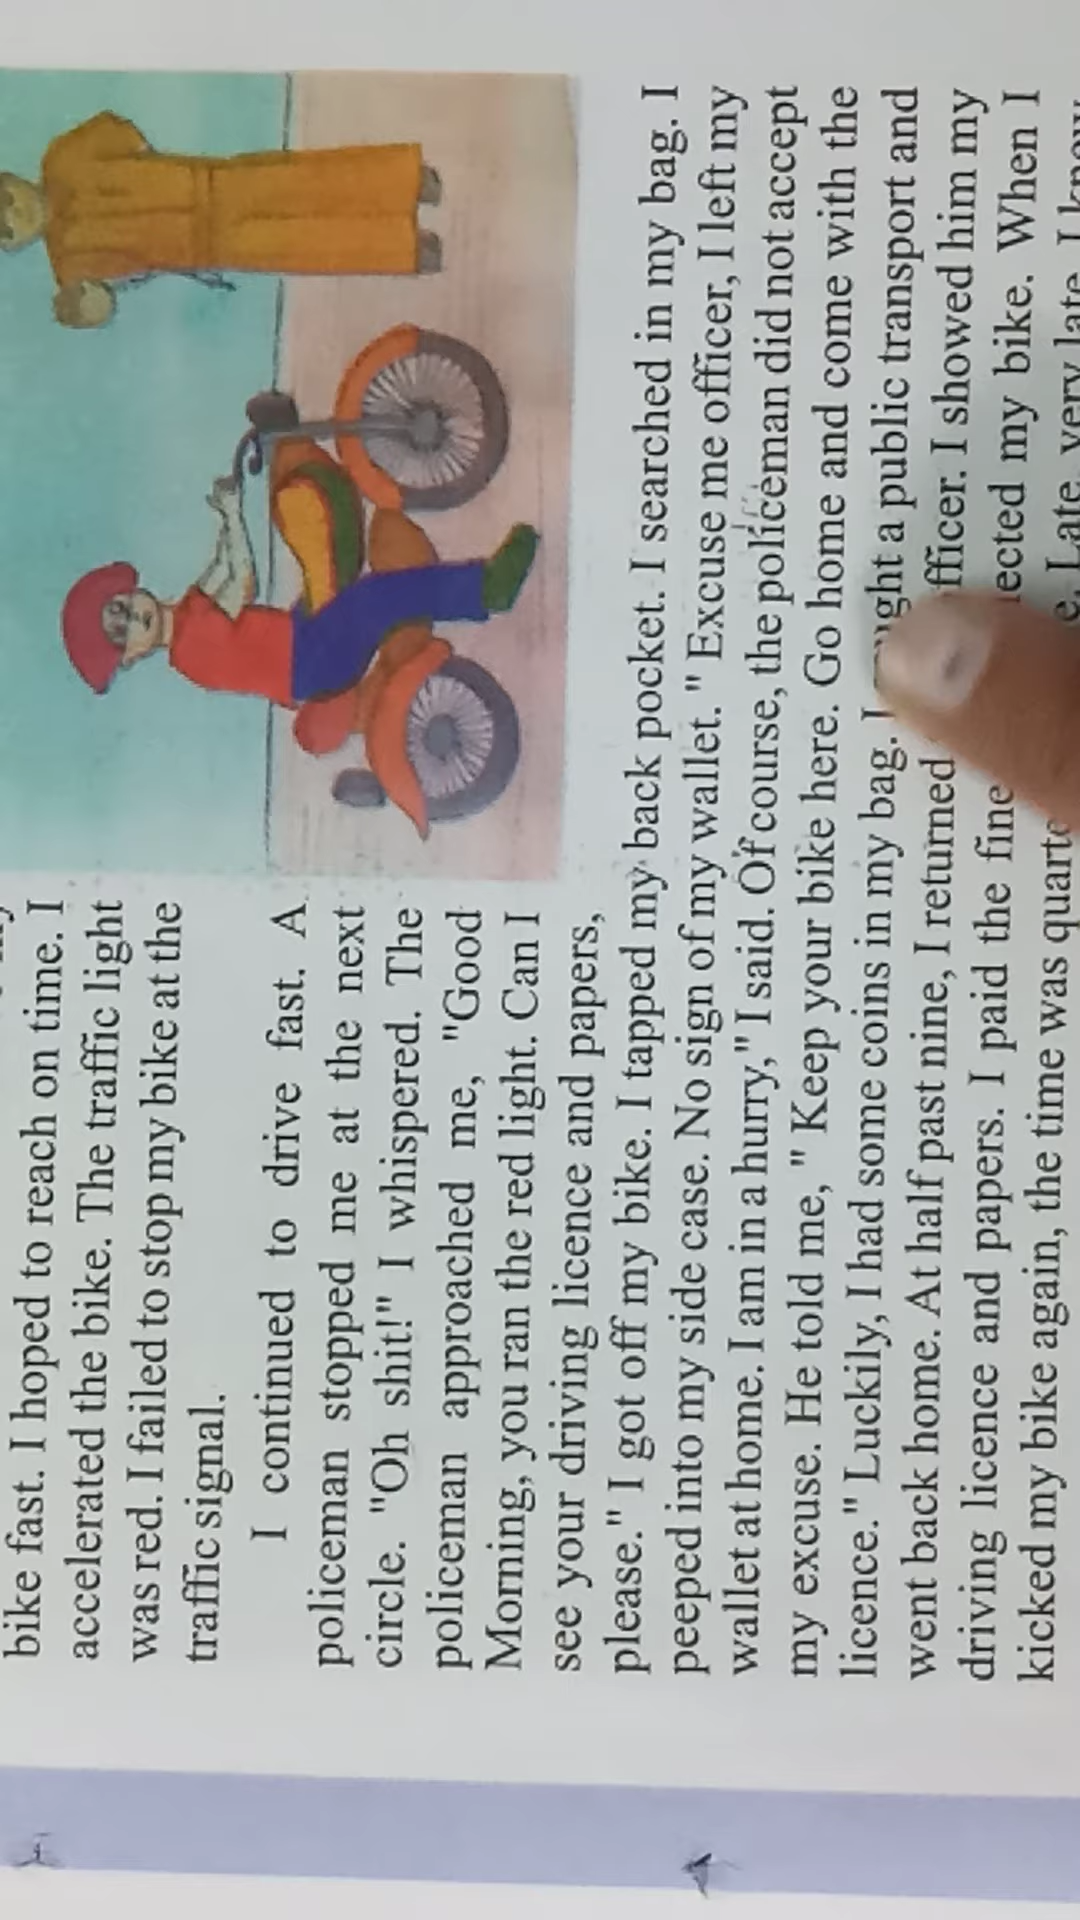 bike fast. I hoped to reach on time. I
accelerated the bike. The traffic light
was red. I failed to stop my bike at the
traffic signal.
I continued to drive fast. A
policeman stopped me at the next
circle. "Oh shit!" I whispered. The
policeman approached me, "Good
Morning, you ran the red light. Can I
see your driving licence and papers,
please." I got off my bike. I tapped my back pocket. I searched in my bag. I
peeped into my side case. No sign of my wallet. "Excuse me officer, I left my
wallet at home. I am in a hurry," I said. Of course, the policeman did not accept
my excuse. He told me, "Keep your bike here. Go home and come with the
licence." Luckily, I had some coins in my bag. I a public transport and
went back home. At half past nine, I returned I showed him my
driving licence and papers. I paid the fine my bike. When I
kicked my bike again, the time was Late, very late. I know